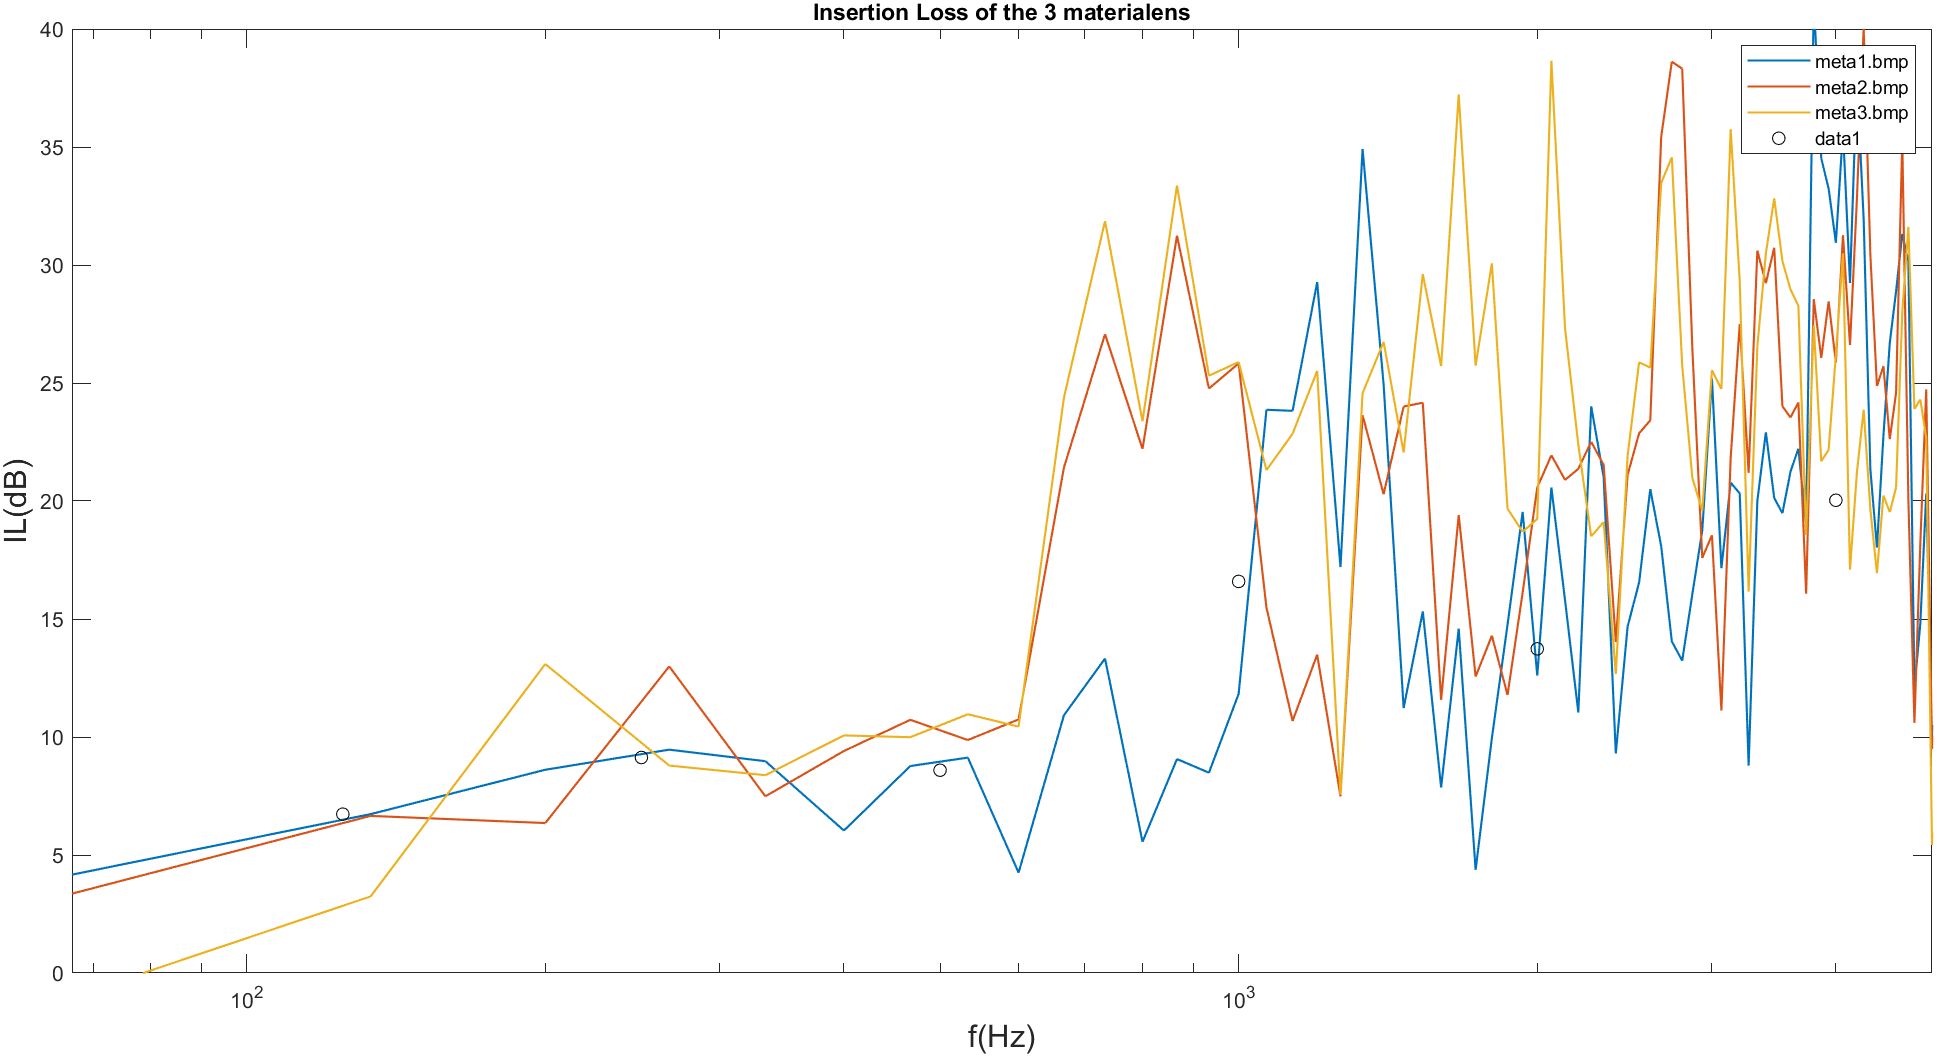 Insertion Loss of the 3 materialens
40
35
30
25
20
15
10
5
0
IL(dB)
meta1.bmp
meta2.bmp
meta3.bmp
data1
10² 10³
f(Hz)